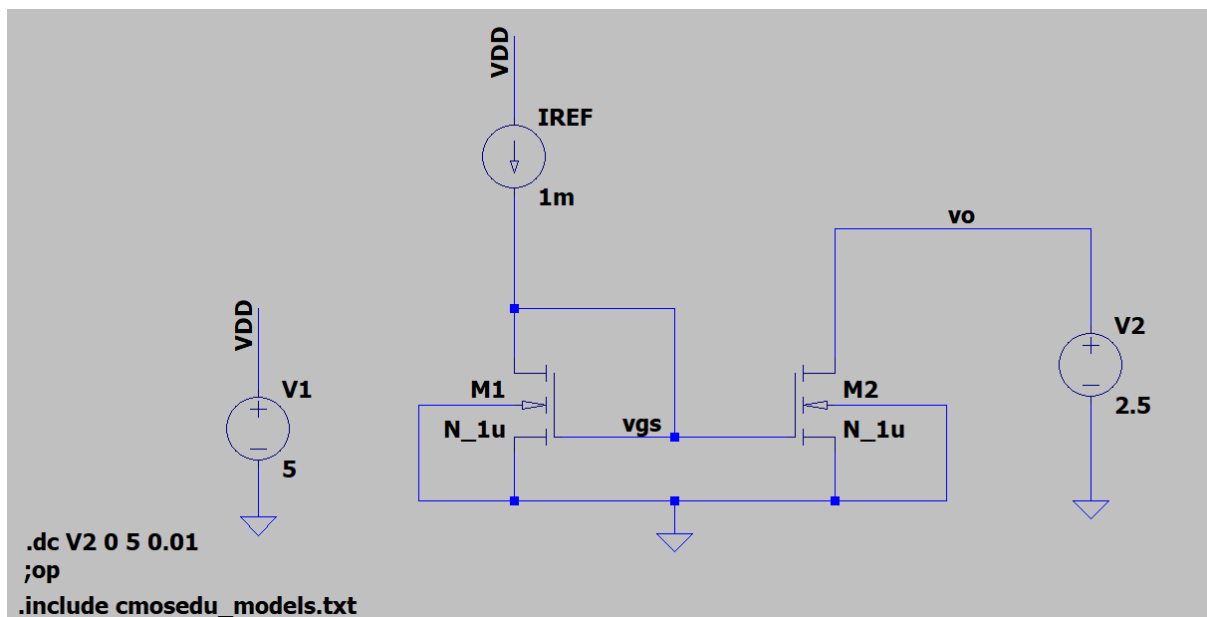 VDD
IREF
1m
vo
VDD
V1
5
M1
N_1u
vgs
M2
N_1u
V2
2.5
.dc V2 0 5 0.01
;op
.include cmosedu_models.txt